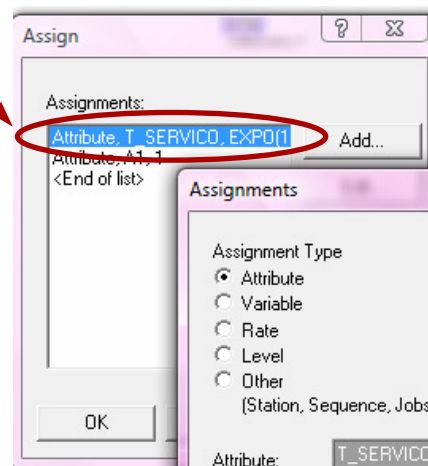 Assign
Assignments:
Attribute, T_SERVICO, EXPO(1
Add...
Attribute, A1, 1
<End of list>
Assignments
Assignment Type
Attribute
Variable
Rate
Level
Other
(Station, Sequence, Jobs
OK
Attribute:
T_SERVICO